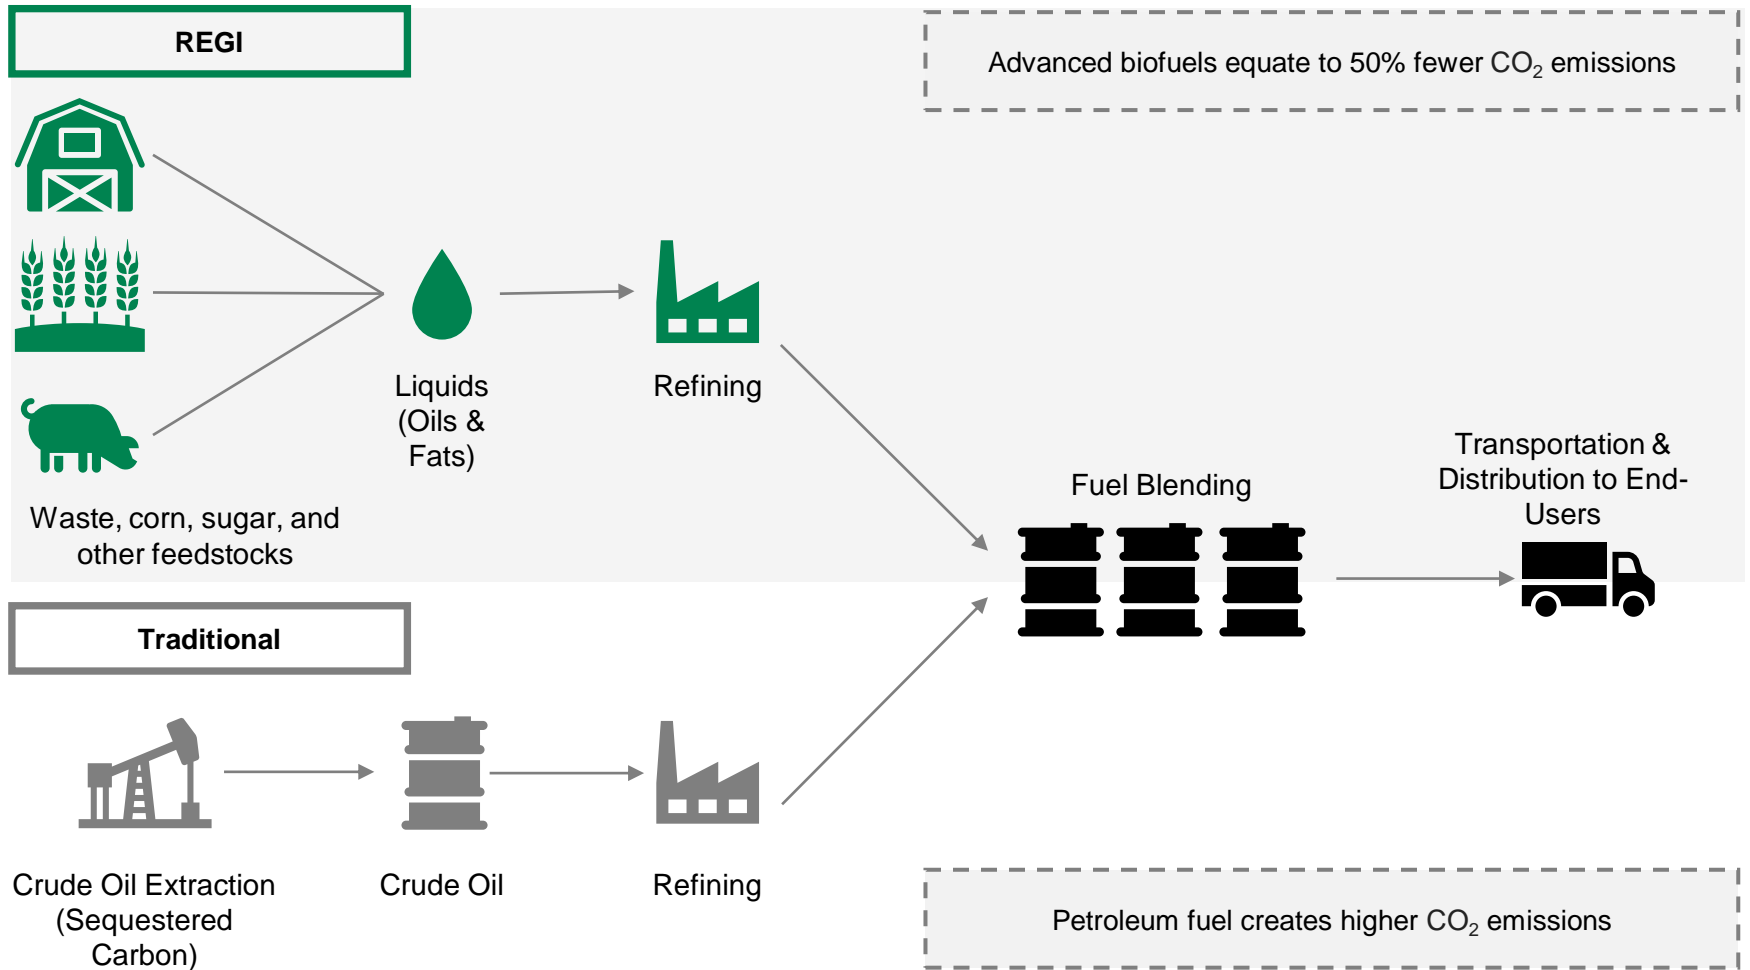 REGI
Advanced biofuels equate to 50% fewer CO₂ emissions
Liquids
(Oils &
Fats)
Refining
Waste, corn, sugar, and
other feedstocks
Fuel Blending
Transportation &
Distribution to End-
Users
Traditional
Crude Oil Extraction
(Sequestered
Carbon)
Crude Oil
Refining
Petroleum fuel creates higher CO₂ emissions